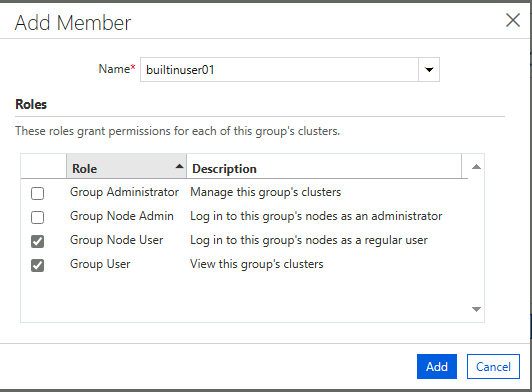 Add Member
Name* builtinuser01
Roles
These roles grant permissions for each of this group's clusters.
Role Description
Group Administrator Manage this group's clusters
Group Node Admin Log in to this group's nodes as an administrator
Group Node User Log in to this group's nodes as a regular user
Group User View this group's clusters
Add Cancel